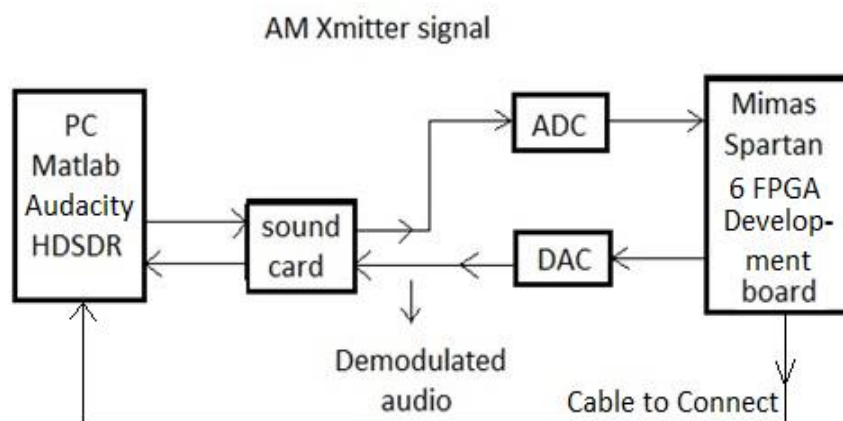 AM Xmitter signal
PC
Matlab
Audacity
HDSDR
sound
card
ADC
DAC
Mimas
Spartan
6 FPGA
Develop-
ment
board
Demodulated
audio
Cable to Connect